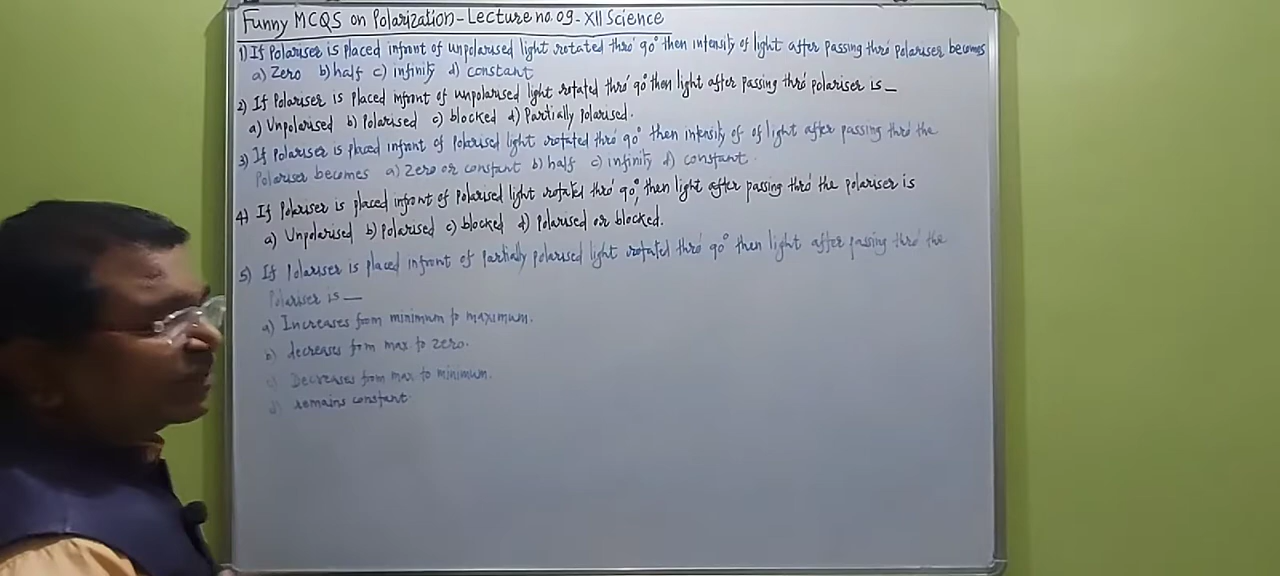 Funny MCQS on Polarization - Lecture no. 09 - XII Science
1) If Polariser is placed infront of unpolarised light rotated thro' 90° then intensity of light after passing thro' polariser becomes
a) Zero b) half c) infinity d) constant
2) If Polariser is placed infront of unpolarised light rotated thro' 90° then light after passing thro' polariser is _
a) Unpolarised b) Polarised c) blocked d) Partially polarised.
3) If Polariser is placed infront of Polarised light rotated thro' 90° then intensity of of light after passing thro' the
Polariser becomes a) Zero or constant b) half c) infinity d) constant.
4) If Polariser is placed infront of Polarised light rotated thro' 90°, then light after passing thro' the polariser is
a) Unpolarised b) Polarised c) blocked d) Polarised or blocked.
5) If Polariser is placed infront of Partially polarised light rotated thro' 90° then light after passing thro' the
Polariser is _
a) Increases from minimum to maximum.
b) decreases from max to zero.
c) Decreases from max to minimum.
d) remains constant.